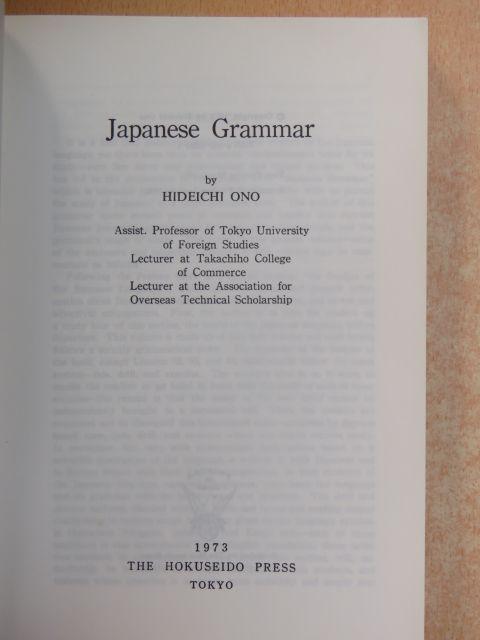 Japanese Grammar
by
HIDEICHI ONO
Assist. Professor of Tokyo University
of Foreign Studies
Lecturer at Takachiho College
of Commerce
Lecturer at the Association for
Overseas Technical Scholarship
1973
THE HOKUSEIDO PRESS
TOKYO